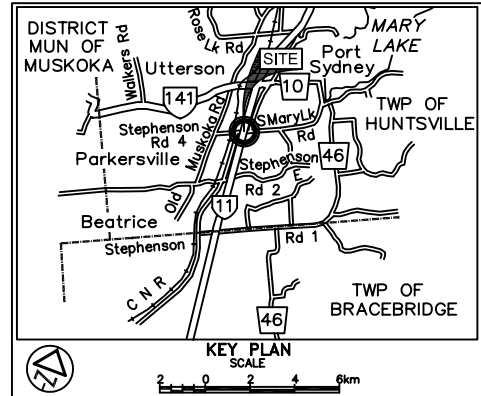 DISTRICT
MUN OF
MUSKOKA
Rose
Lk Rd
MARY
LAKE
Walkers Rd
Utterson
SITE
Port
Sydney
10
141
Muskoka Rd
Old
Stephenson
Rd 4
S Mary Lk
Rd
TWP OF
HUNTSVILLE
Parkersville
Stephenson
Rd 2 E
46
11
Beatrice
Stephenson
Rd 1
CNR
TWP OF
BRACEBRIDGE
46
KEY PLAN
SCALE
N
2 0 2 4 6km